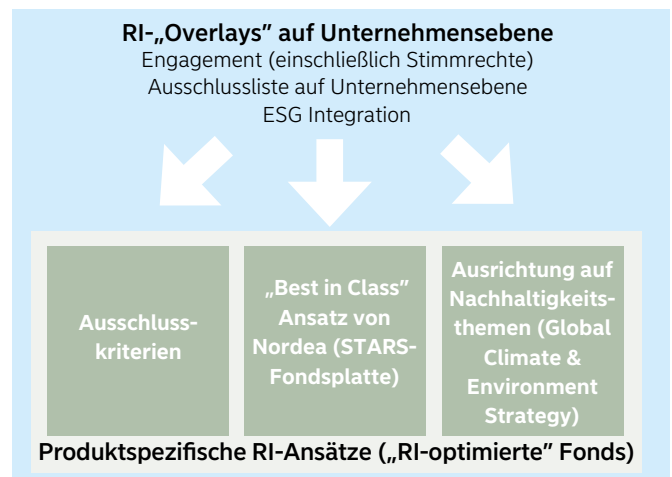 RI-„Overlays” auf Unternehmensebene
Engagement (einschließlich Stimmrechte)
Ausschlussliste auf Unternehmensebene
ESG Integration
Ausschluss-
kriterien
„Best in Class”
Ansatz von
Nordea (STARS-
Fondsplatte)
Ausrichtung auf
Nachhaltigkeits-
themen (Global
Climate &
Environment
Strategy)
Produktspezifische RI-Ansätze („RI-optimierte” Fonds)